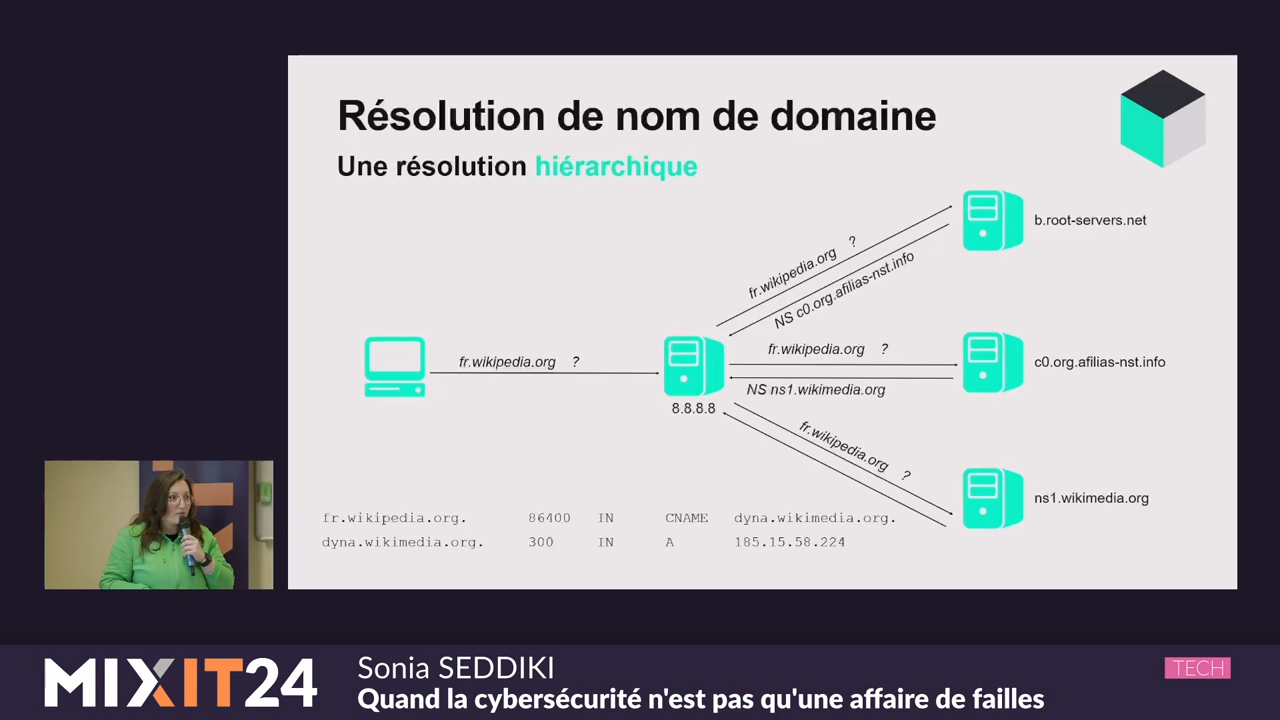 Résolution de nom de domaine
Une résolution hiérarchique
b.root-servers.net
fr.wikipedia.org ?
NS c0.org.afilias-nst.info
fr.wikipedia.org ?
fr.wikipedia.org ?
c0.org.afilias-nst.info
NS ns1.wikimedia.org
8.8.8.8
fr.wikipedia.org ?
ns1.wikimedia.org
fr.wikipedia.org. 86400 IN CNAME dyna.wikimedia.org.
dyna.wikimedia.org. 300 IN A 185.15.58.224
MIXIT24
Sonia SEDDIKI
TECH
Quand la cybersécurité n'est pas qu'une affaire de failles